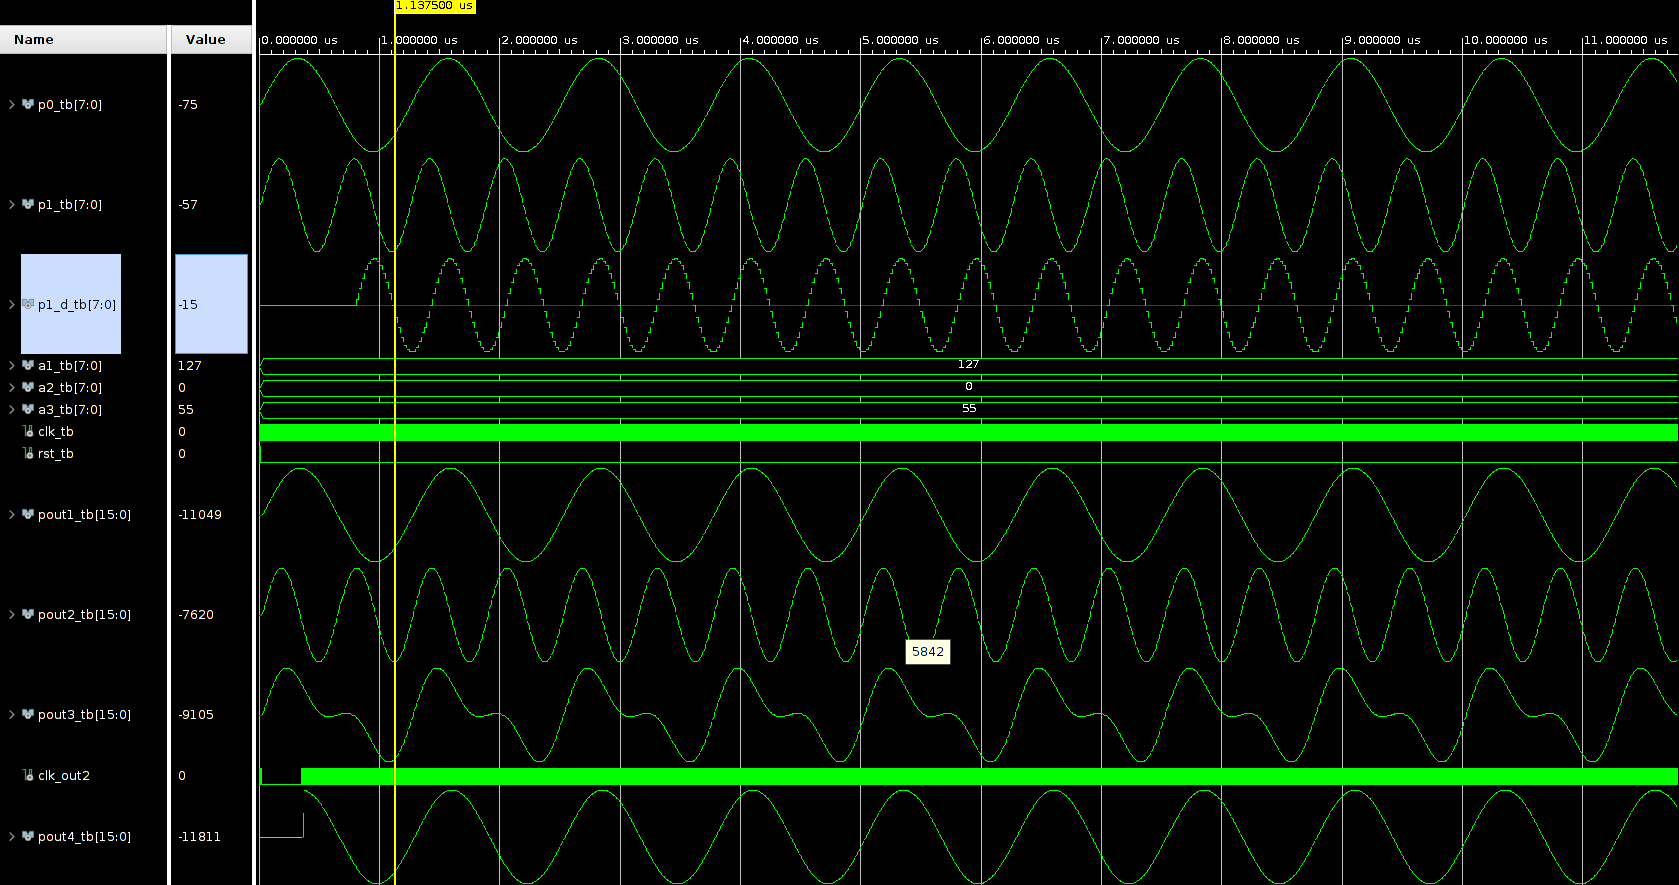 1.137500 us
Name Value
0.000000 us 1.000000 us 2.000000 us 3.000000 us 4.000000 us 5.000000 us 6.000000 us 7.000000 us 8.000000 us 9.000000 us 10.000000 us 11.000000 us
p0_tb[7:0] -75
p1_tb[7:0] -57
p1_d_tb[7:0] -15
a1_tb[7:0] 127 127
a2_tb[7:0] 0 0
a3_tb[7:0] 55 55
clk_tb 0
rst_tb 0
pout1_tb[15:0] -11049
pout2_tb[15:0] -7620
5842
pout3_tb[15:0] -9105
clk_out2 0
pout4_tb[15:0] -11811